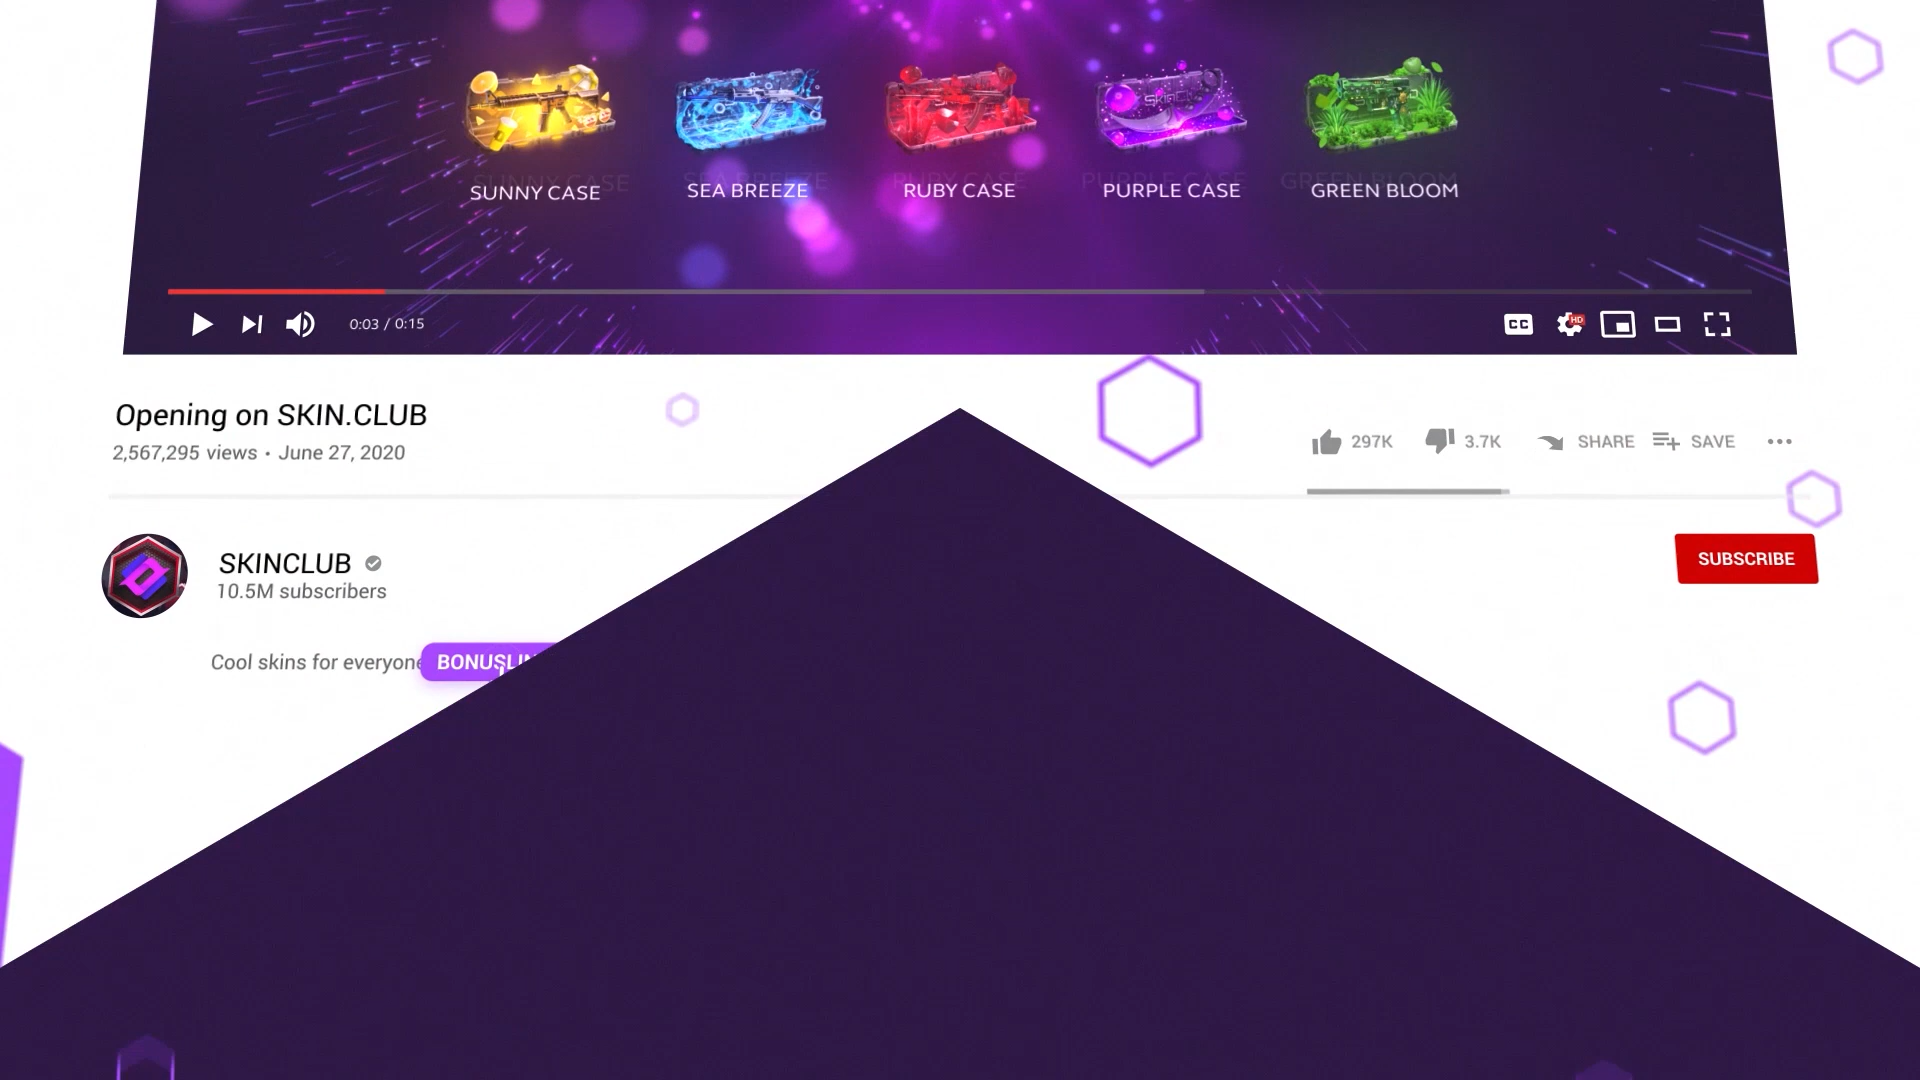 SUNNY CASE
SEA BREEZE
RUBY CASE
PURPLE CASE
GREEN BLOOM
0:03 / 0:15
CC
HD
Opening on SKIN.CLUB
2,567,295 views • June 27, 2020
297K
3.7K
SHARE
SAVE
SKINCLUB
10.5M subscribers
SUBSCRIBE
Cool skins for everyone